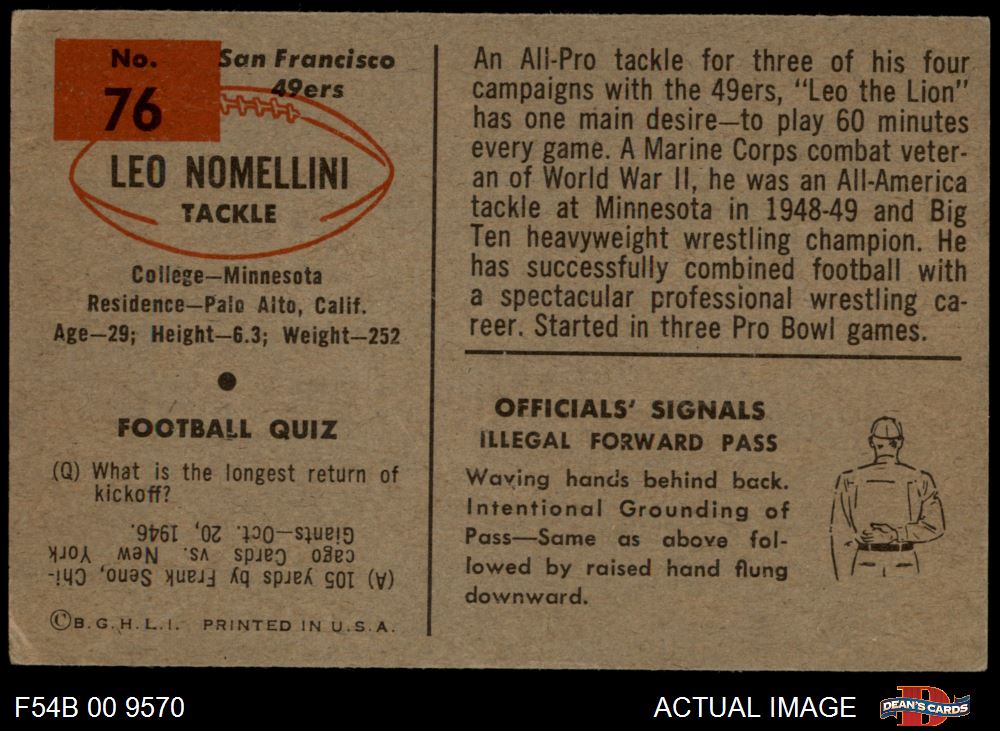 No.
76
San Francisco
49ers
LEO NOMELLINI
TACKLE
College—Minnesota
Residence—Palo Alto, Calif.
Age—29; Height—6.3; Weight—252
FOOTBALL QUIZ
(Q) What is the longest return of
kickoff?
(A) 105 yards by Frank Seno, Chi-
cago Cards vs. New York
Giants—Oct. 20, 1946.
©B.G.H.L.I. PRINTED IN U.S.A.
An All-Pro tackle for three of his four
campaigns with the 49ers, “Leo the Lion”
has one main desire—to play 60 minutes
every game. A Marine Corps combat veter-
an of World War II, he was an All-America
tackle at Minnesota in 1948-49 and Big
Ten heavyweight wrestling champion. He
has successfully combined football with
a spectacular professional wrestling ca-
reer. Started in three Pro Bowl games.
OFFICIALS' SIGNALS
ILLEGAL FORWARD PASS
Waving hands behind back.
Intentional Grounding of
Pass—Same as above fol-
lowed by raised hand flung
downward.
F54B 00 9570
ACTUAL IMAGE
D
DEAN'S CARDS